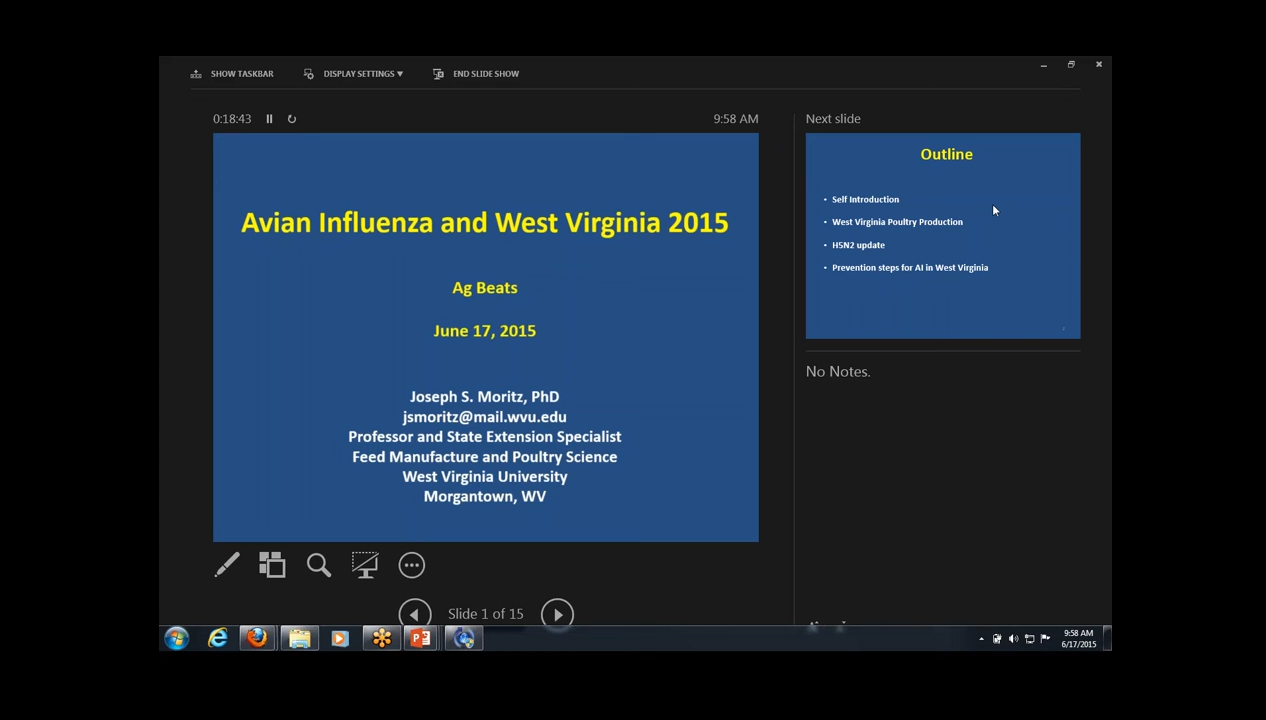 SHOW TASKBAR
DISPLAY SETTINGS ▼
END SLIDE SHOW
0:18:43
9:58 AM
Avian Influenza and West Virginia 2015
Ag Beats
June 17, 2015
Joseph S. Moritz, PhD
jsmoritz@mail.wvu.edu
Professor and State Extension Specialist
Feed Manufacture and Poultry Science
West Virginia University
Morgantown, WV
Next slide
Outline
• Self Introduction
• West Virginia Poultry Production
• H5N2 update
• Prevention steps for AI in West Virginia
No Notes.
Slide 1 of 15
9:58 AM
6/17/2015